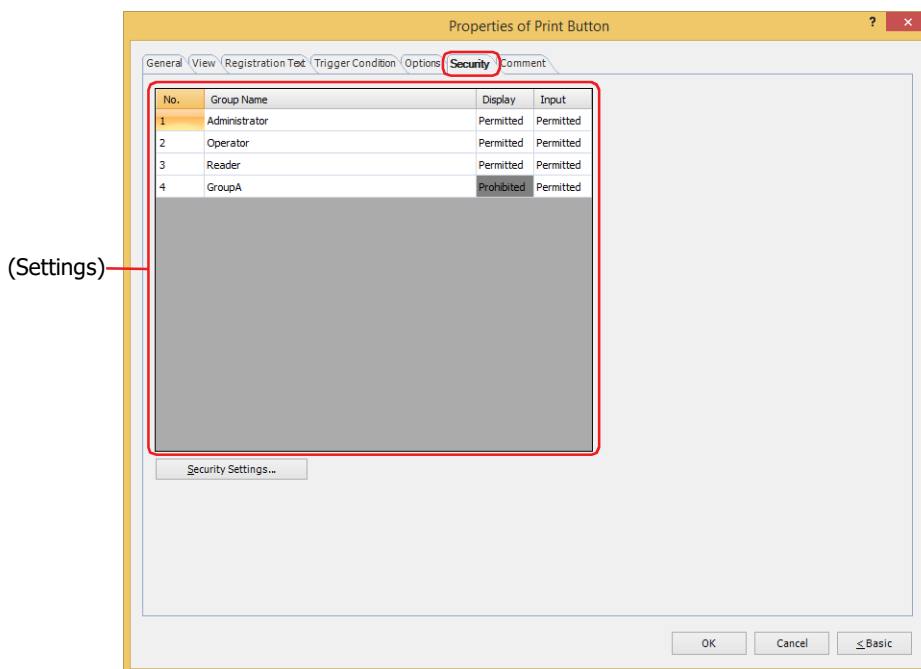 Properties of Print Button
? ×
General View Registration Text Trigger Condition Options Security Comment
No. Group Name Display Input
1 Administrator Permitted Permitted
2 Operator Permitted Permitted
3 Reader Permitted Permitted
4 GroupA Prohibited Permitted
(Settings)
Security Settings...
OK Cancel < Basic